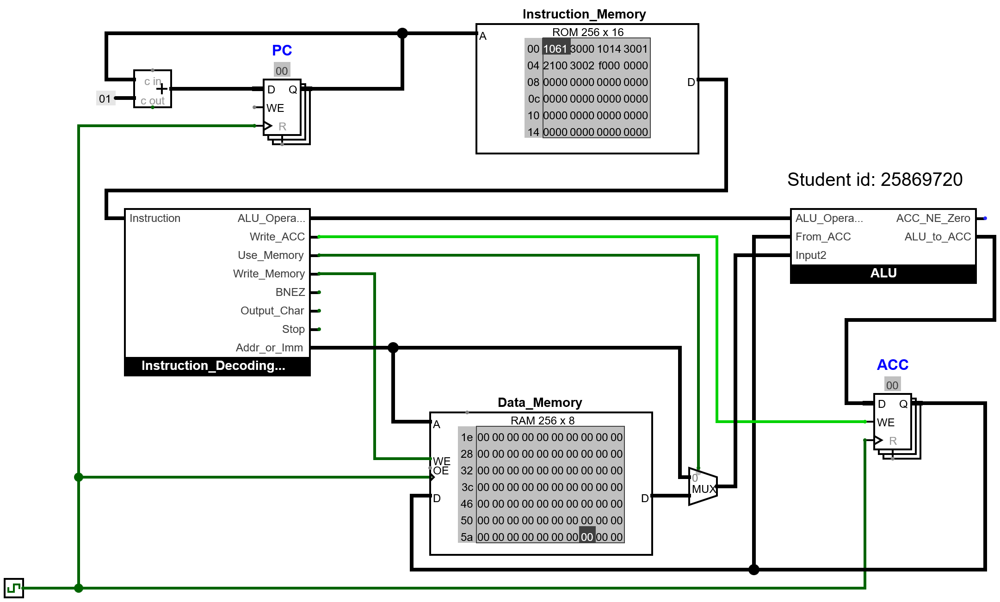 Instruction_Memory
ROM 256 x 16
A
00 1061 3000 1014 3001
04 2100 3002 f000 0000
08 0000 0000 0000 0000
0c 0000 0000 0000 0000
10 0000 0000 0000 0000
14 0000 0000 0000 0000
D
PC
00
c in
+
01
c out
D Q
WE
R
Student id: 25869720
Instruction ALU_Opera...
Write_ACC
Use_Memory
Write_Memory
BNEZ
Output_Char
Stop
Addr_or_Imm
Instruction_Decoding...
ALU_Opera... ACC_NE_Zero
From_ACC ALU_to_ACC
Input2
ALU
ACC
00
D Q
WE
R
Data_Memory
RAM 256 x 8
A
1e 00 00 00 00 00 00 00 00 00 00
28 00 00 00 00 00 00 00 00 00 00
WE
OE
32 00 00 00 00 00 00 00 00 00 00
3c 00 00 00 00 00 00 00 00 00 00
D
46 00 00 00 00 00 00 00 00 00 00
50 00 00 00 00 00 00 00 00 00 00
5a 00 00 00 00 00 00 00 00 00 00
D
0
MUX